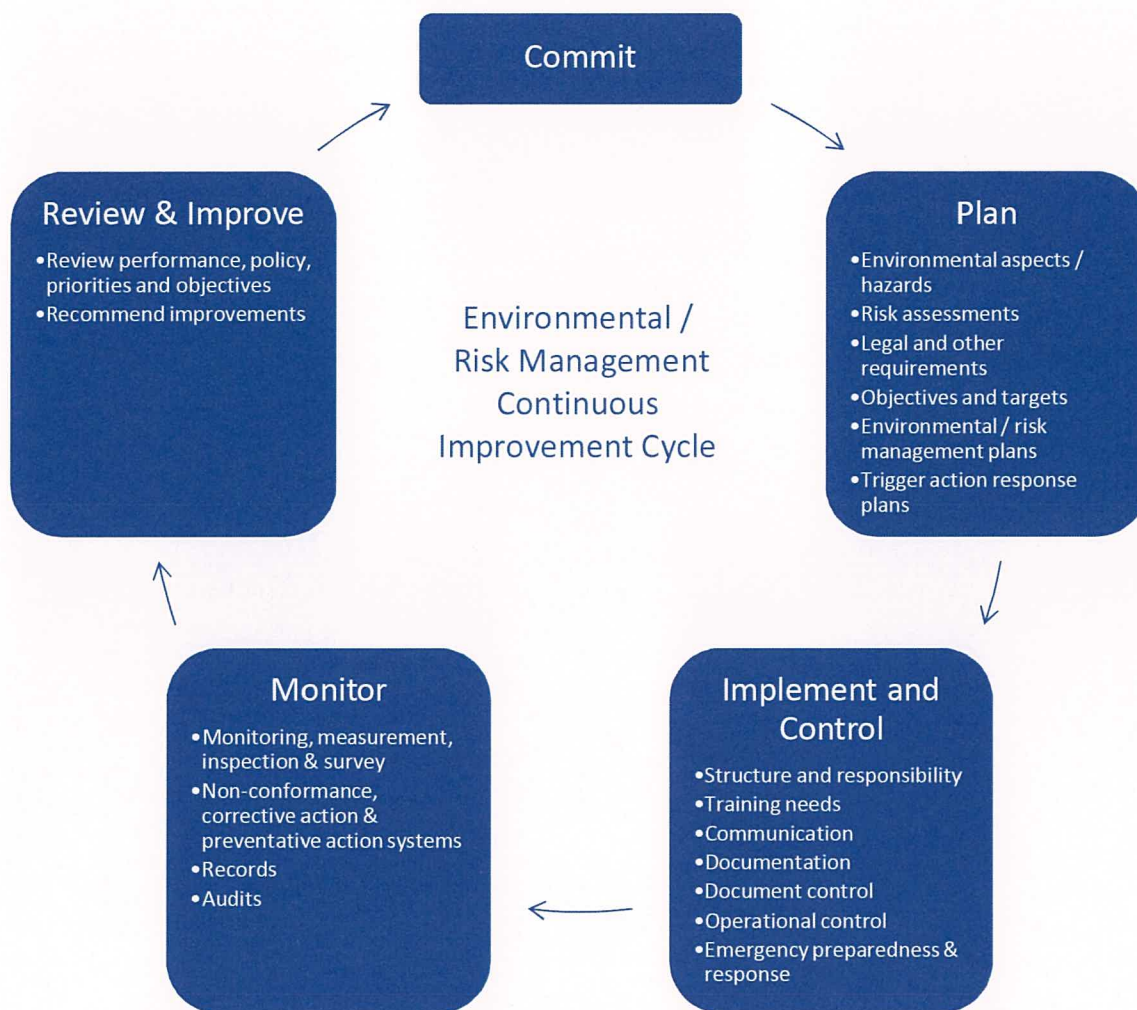 Commit
Plan
•Environmental aspects /
hazards
•Risk assessments
•Legal and other
requirements
•Objectives and targets
•Environmental / risk
management plans
•Trigger action response
plans
Implement and
Control
•Structure and responsibility
•Training needs
•Communication
•Documentation
•Document control
•Operational control
•Emergency preparedness &
response
Monitor
•Monitoring, measurement,
inspection & survey
•Non-conformance,
corrective action &
preventative action systems
•Records
•Audits
Review & Improve
•Review performance, policy,
priorities and objectives
•Recommend improvements
Environmental /
Risk Management
Continuous
Improvement Cycle